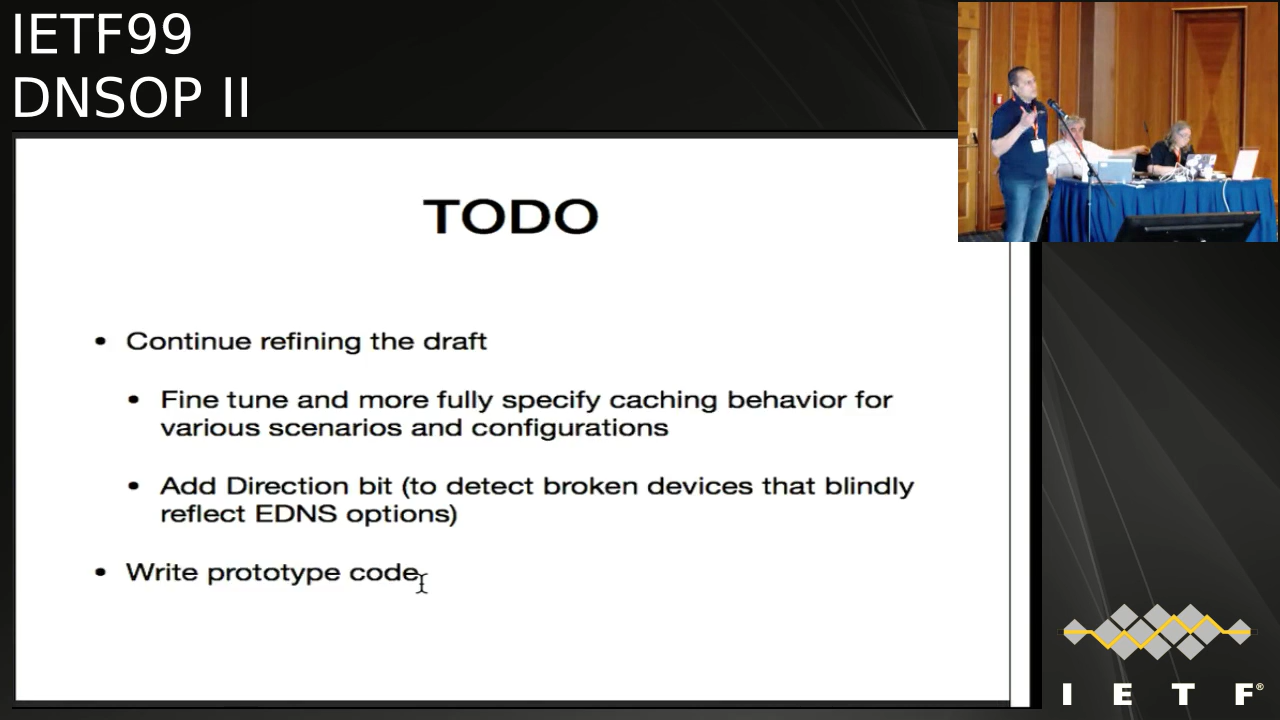 IETF99
DNSOP II
TODO
• Continue refining the draft
• Fine tune and more fully specify caching behavior for
various scenarios and configurations
• Add Direction bit (to detect broken devices that blindly
reflect EDNS options)
• Write prototype code
I E T F®